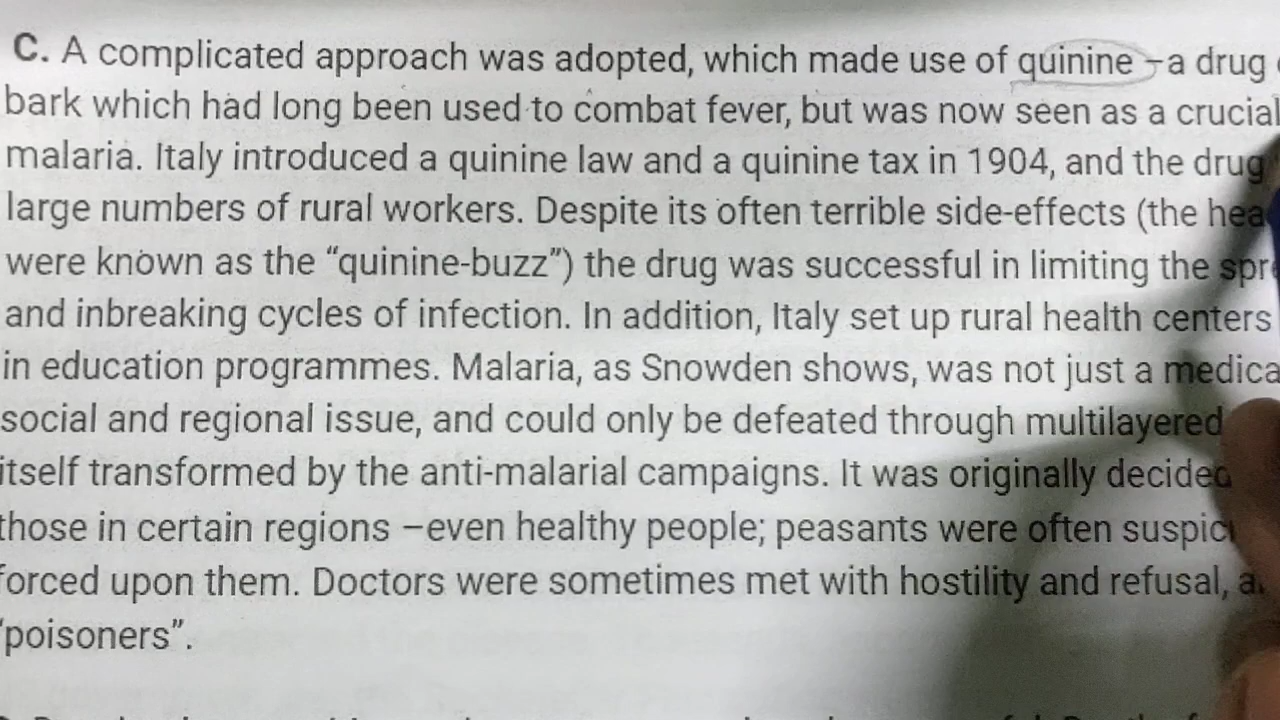 C. A complicated approach was adopted, which made use of quinine –a drug
bark which had long been used to combat fever, but was now seen as a crucial
malaria. Italy introduced a quinine law and a quinine tax in 1904, and the drug
large numbers of rural workers. Despite its often terrible side-effects (the
were known as the “quinine-buzz”) the drug was successful in limiting the
and inbreaking cycles of infection. In addition, Italy set up rural health centers
in education programmes. Malaria, as Snowden shows, was not just a
social and regional issue, and could only be defeated through multilayered
itself transformed by the anti-malarial campaigns. It was originally decided
those in certain regions –even healthy people; peasants were often
forced upon them. Doctors were sometimes met with hostility and refusal,
“poisoners”.